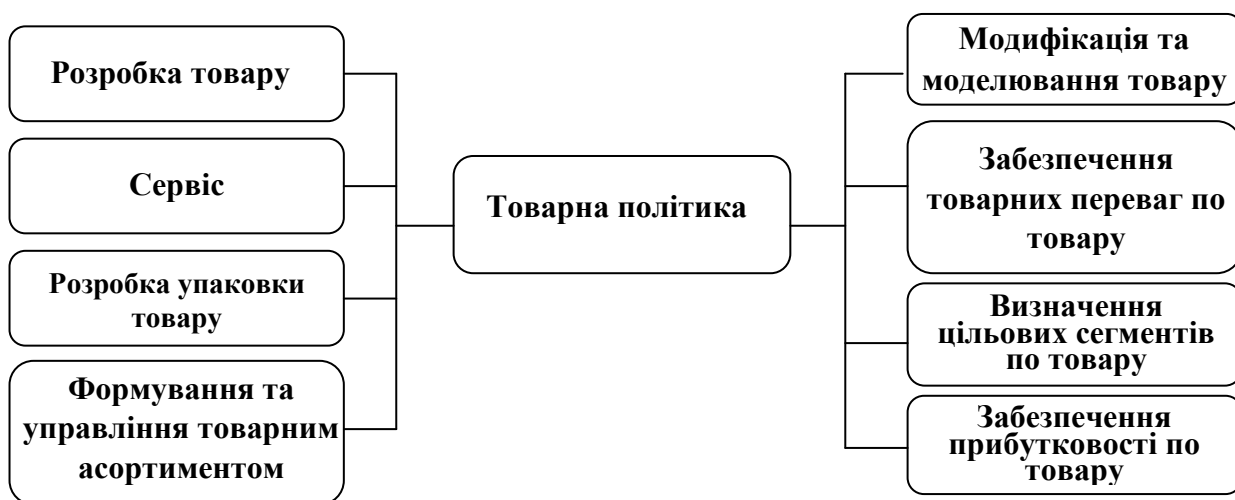 Розробка товару
Сервіс
Розробка упаковки
товару
Формування та
управління товарним
асортиментом
Товарна політика
Модифікація та
моделювання товару
Забезпечення
товарних переваг по
товару
Визначення
цільових сегментів
по товару
Забезпечення
прибутковості по
товару